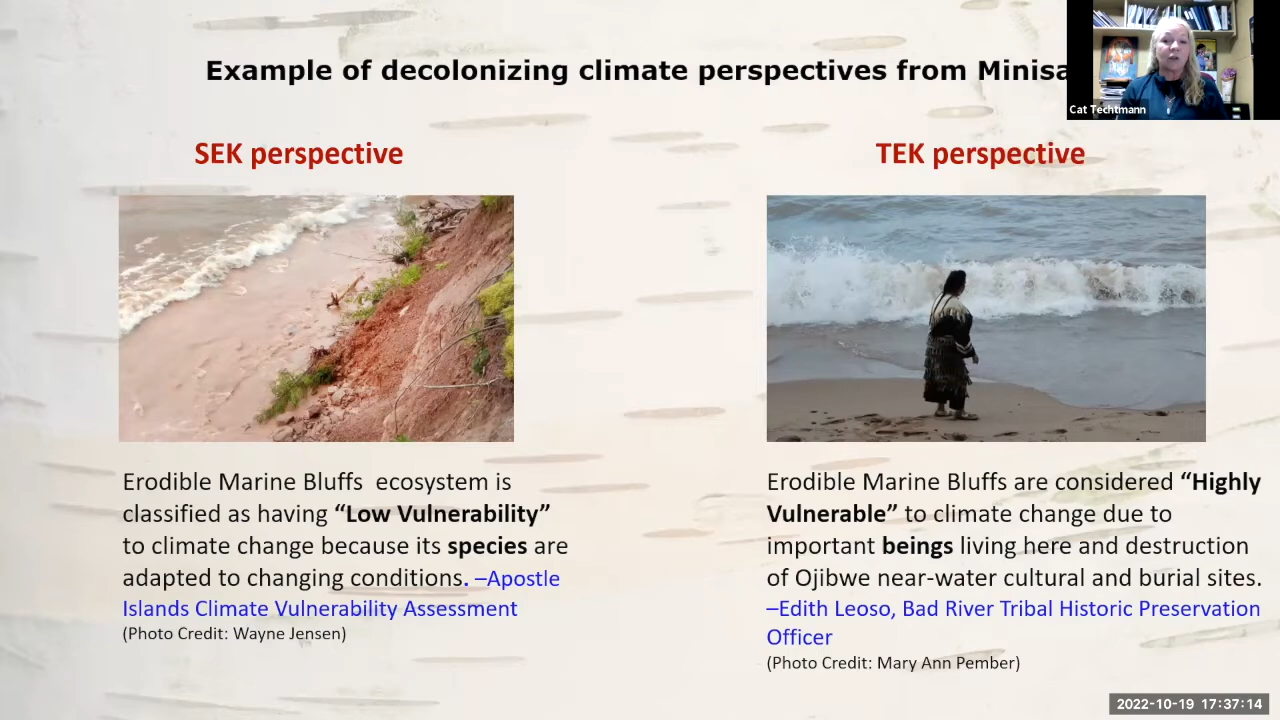 Example of decolonizing climate perspectives from
Cat Techtmann
SEK perspective
TEK perspective
Erodible Marine Bluffs ecosystem is
classified as having “Low Vulnerability”
to climate change because its species are
adapted to changing conditions. –Apostle
Islands Climate Vulnerability Assessment
(Photo Credit: Wayne Jensen)
Erodible Marine Bluffs are considered “Highly
Vulnerable” to climate change due to
important beings living here and destruction
of Ojibwe near-water cultural and burial sites.
–Edith Leoso, Bad River Tribal Historic Preservation
Officer
(Photo Credit: Mary Ann Pember)
2022-10-19 17:37:14